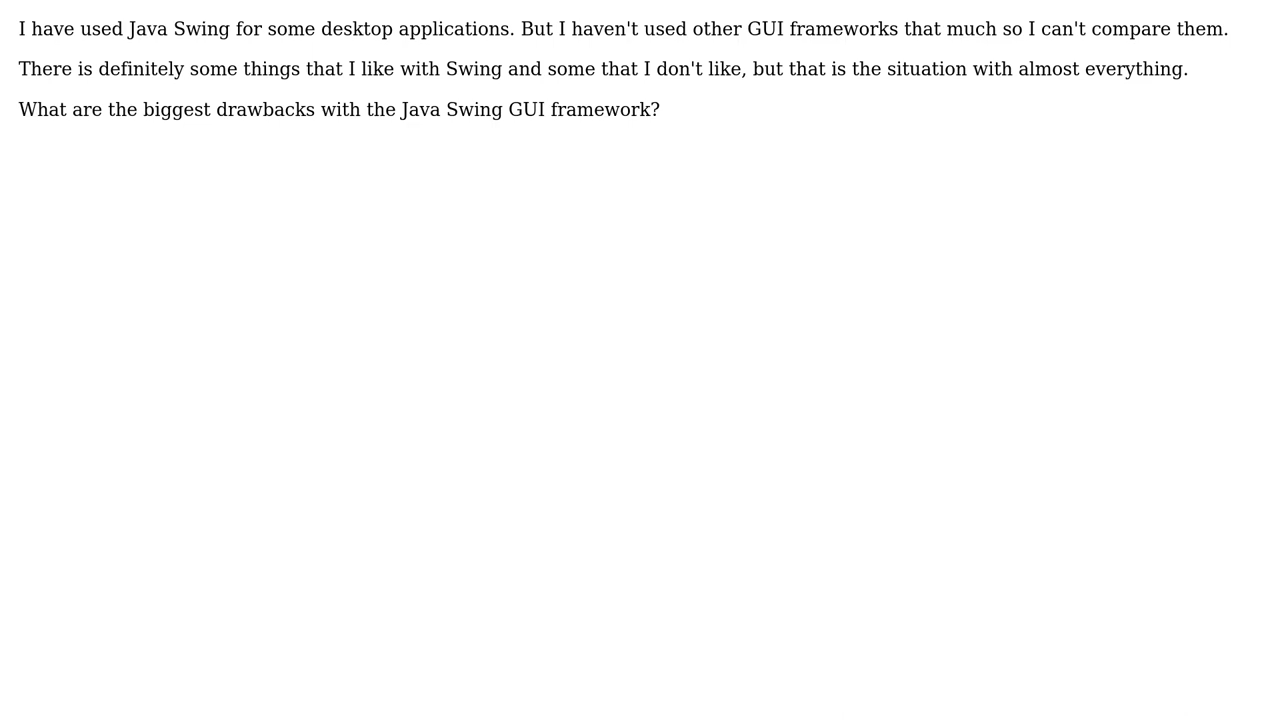 I have used Java Swing for some desktop applications. But I haven't used other GUI frameworks that much so I can't compare them.
There is definitely some things that I like with Swing and some that I don't like, but that is the situation with almost everything.
What are the biggest drawbacks with the Java Swing GUI framework?